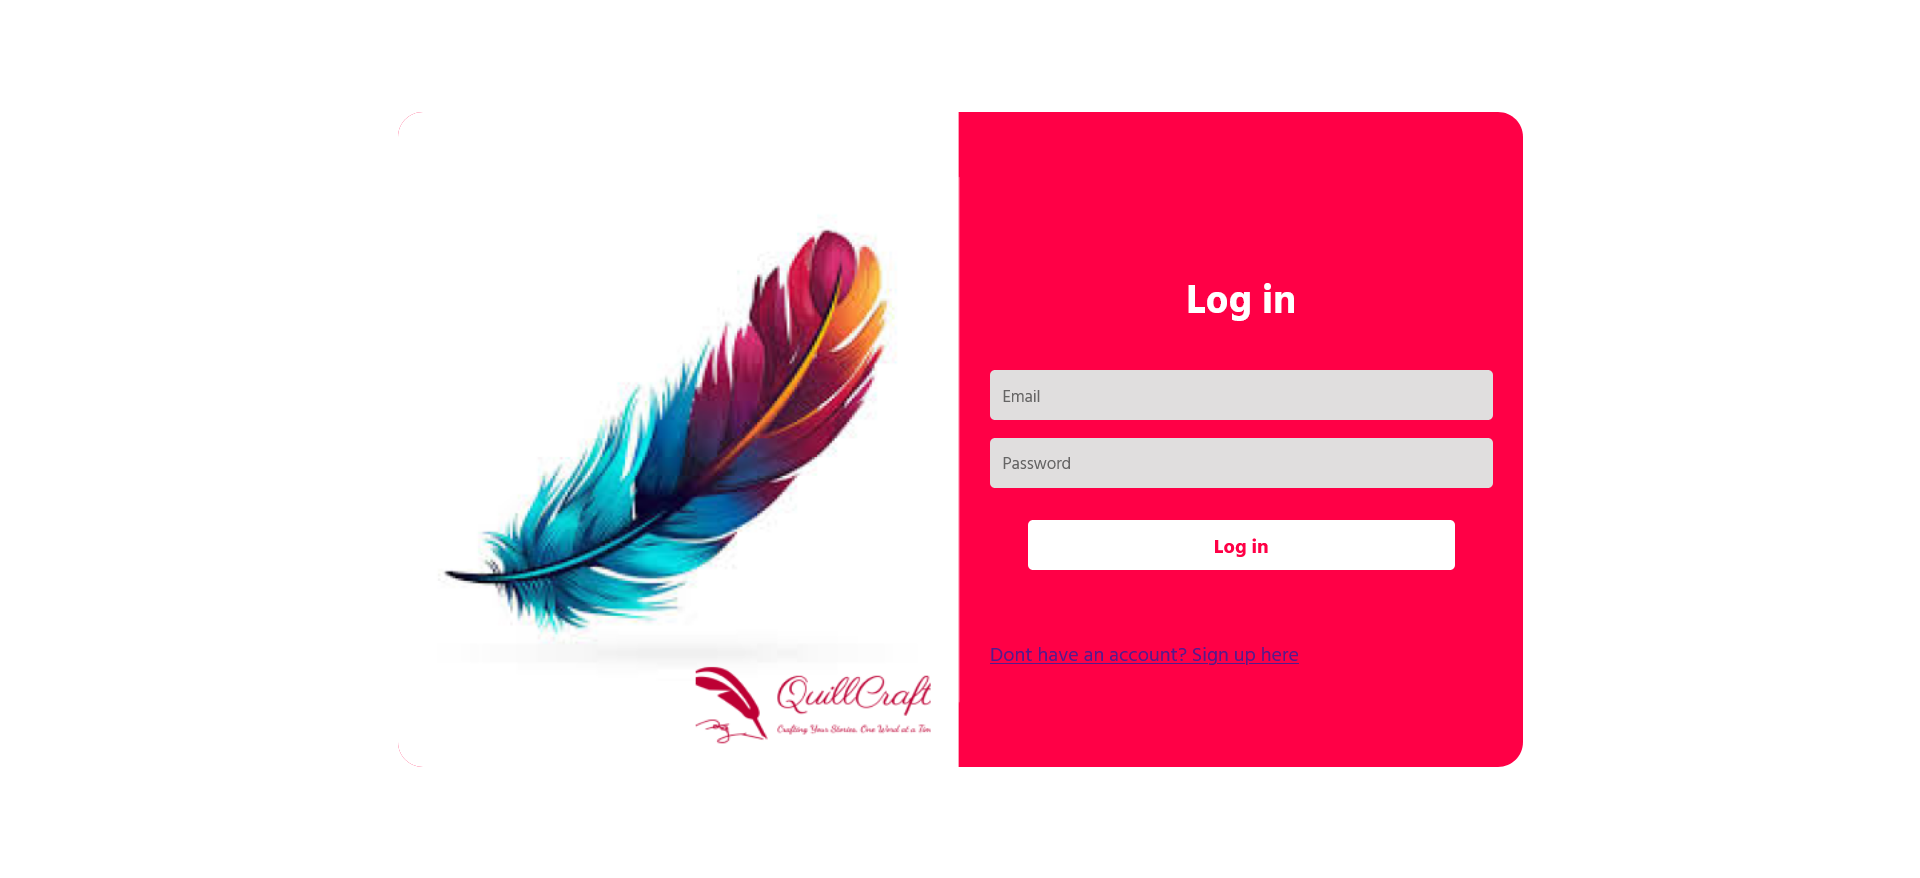 Log in
Email
Password
Log in
Dont have an account? Sign up here
QuillCraft
Crafting Your Stories, One Word at a